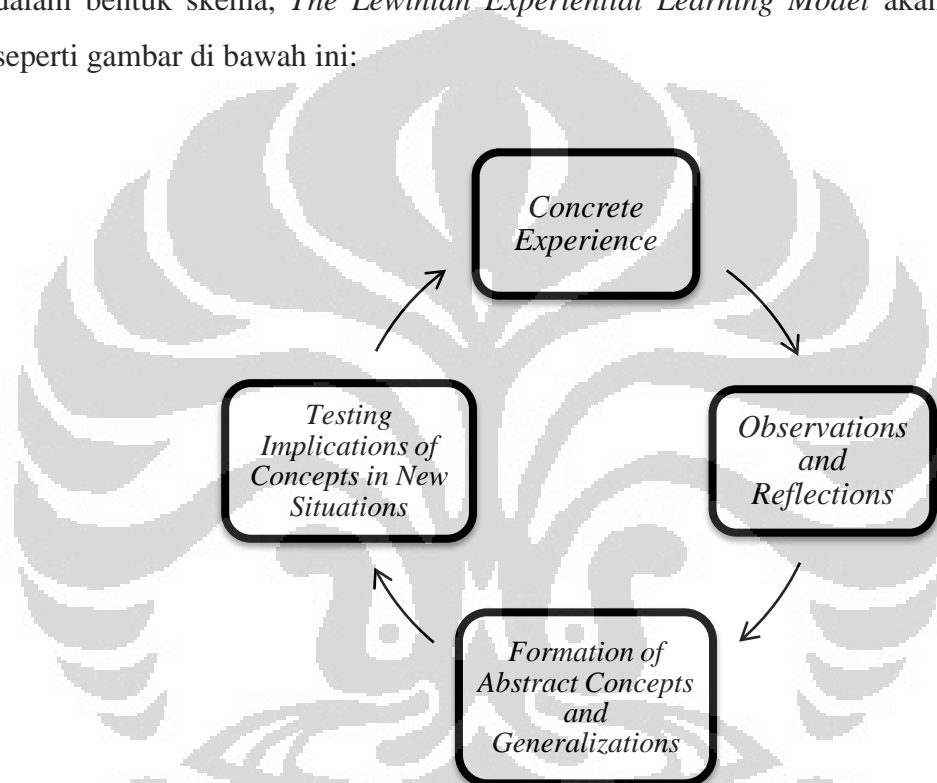 dalam bentuk skema, The Lewinian Experiential Learning Model akan
seperti gambar di bawah ini:
Concrete
Experience
Observations
and
Reflections
Formation of
Abstract Concepts
and
Generalizations
Testing
Implications of
Concepts in New
Situations